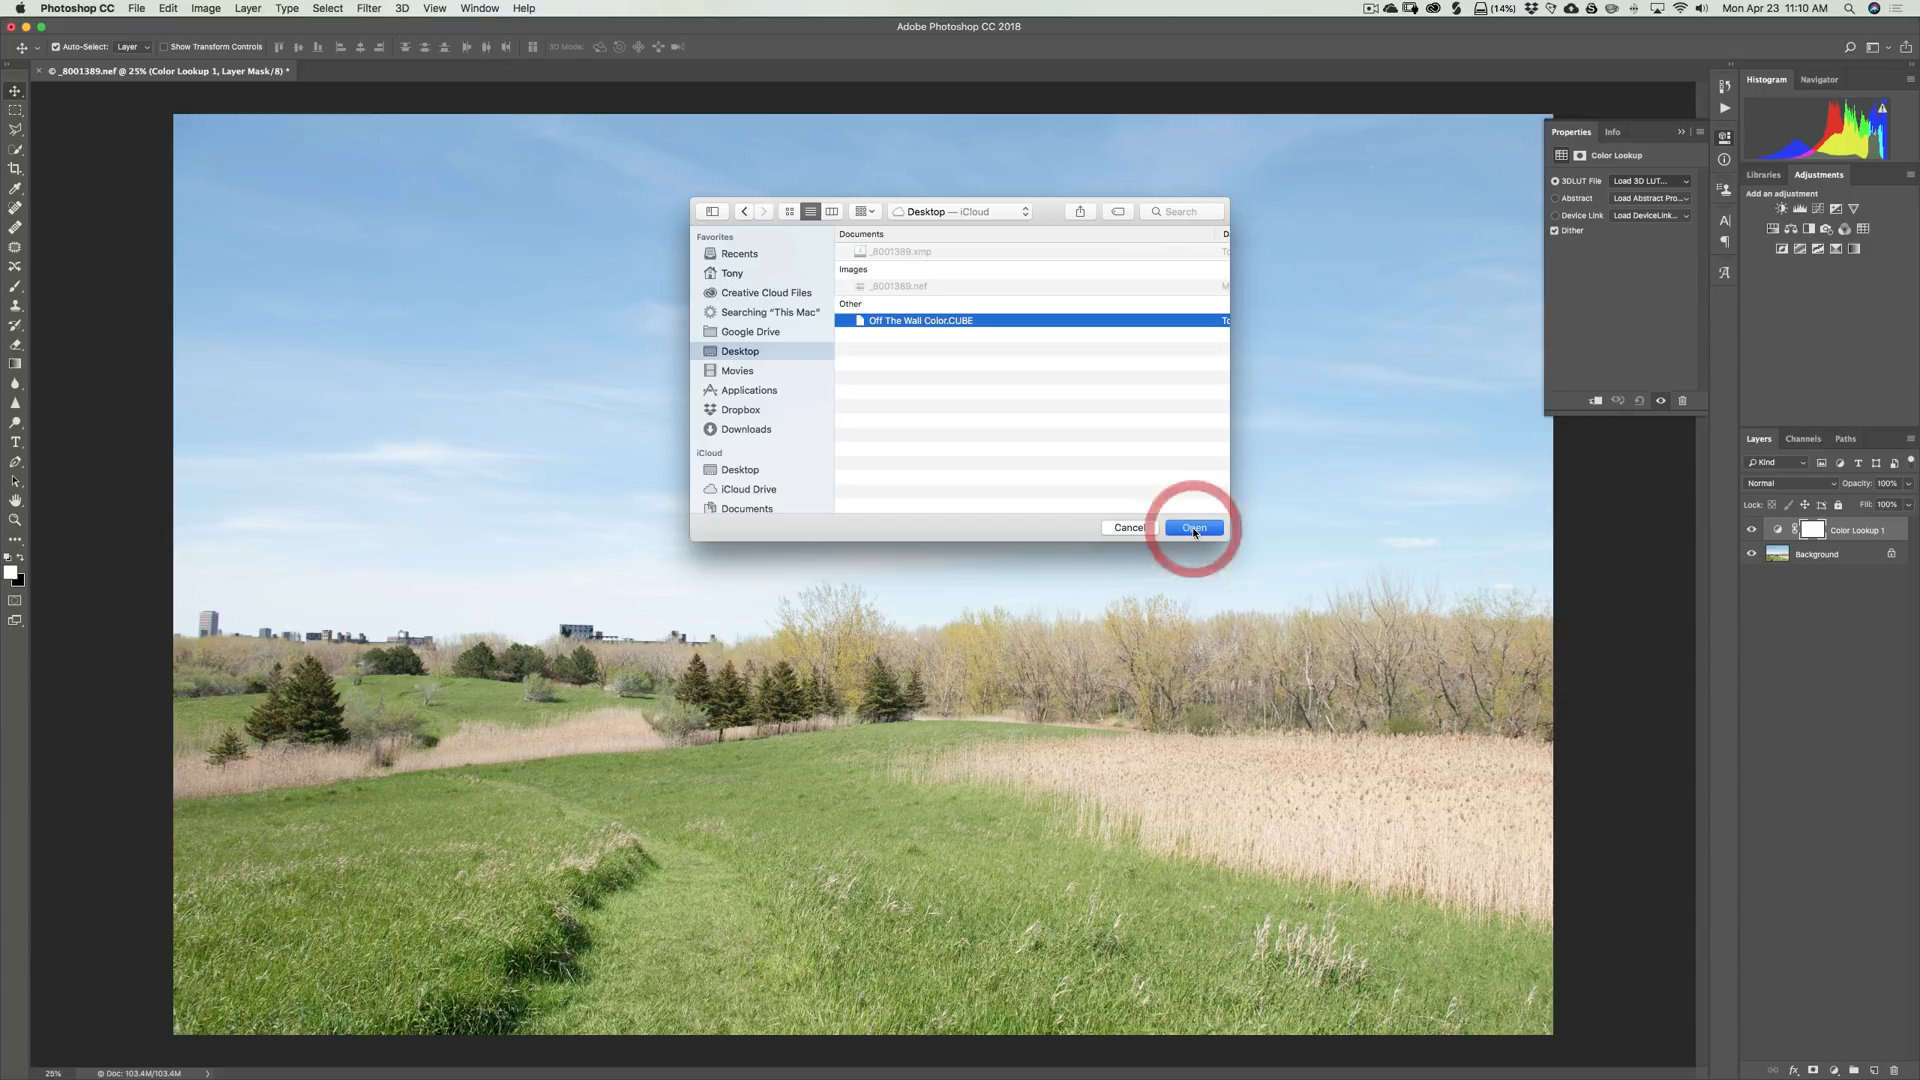 Photoshop CC File Edit Image Layer Type Select Filter 3D View Window Help
(14%) Mon Apr 23 11:10 AM
Adobe Photoshop CC 2018
Auto-Select: Layer Show Transform Controls 3D Mode:
© _8001389.nef @ 25% (Color Lookup 1, Layer Mask/8) *
Desktop — iCloud
Search
Favorites
Recents
Tony
Creative Cloud Files
Searching “This Mac”
Google Drive
Desktop
Movies
Applications
Dropbox
Downloads
iCloud
Desktop
iCloud Drive
Documents
Documents
_8001389.xmp
Images
_8001389.nef
Other
Off The Wall Color.CUBE
Cancel Open
Histogram Navigator
Properties Info
Color Lookup
3DLUT File Load 3D LUT...
Abstract Load Abstract Pro...
Device Link Load DeviceLink...
Dither
Libraries Adjustments
Add an adjustment
Layers Channels Paths
Kind
Normal Opacity: 100%
Lock: Fill: 100%
Color Lookup 1
Background
25% Doc: 103.4M/103.4M